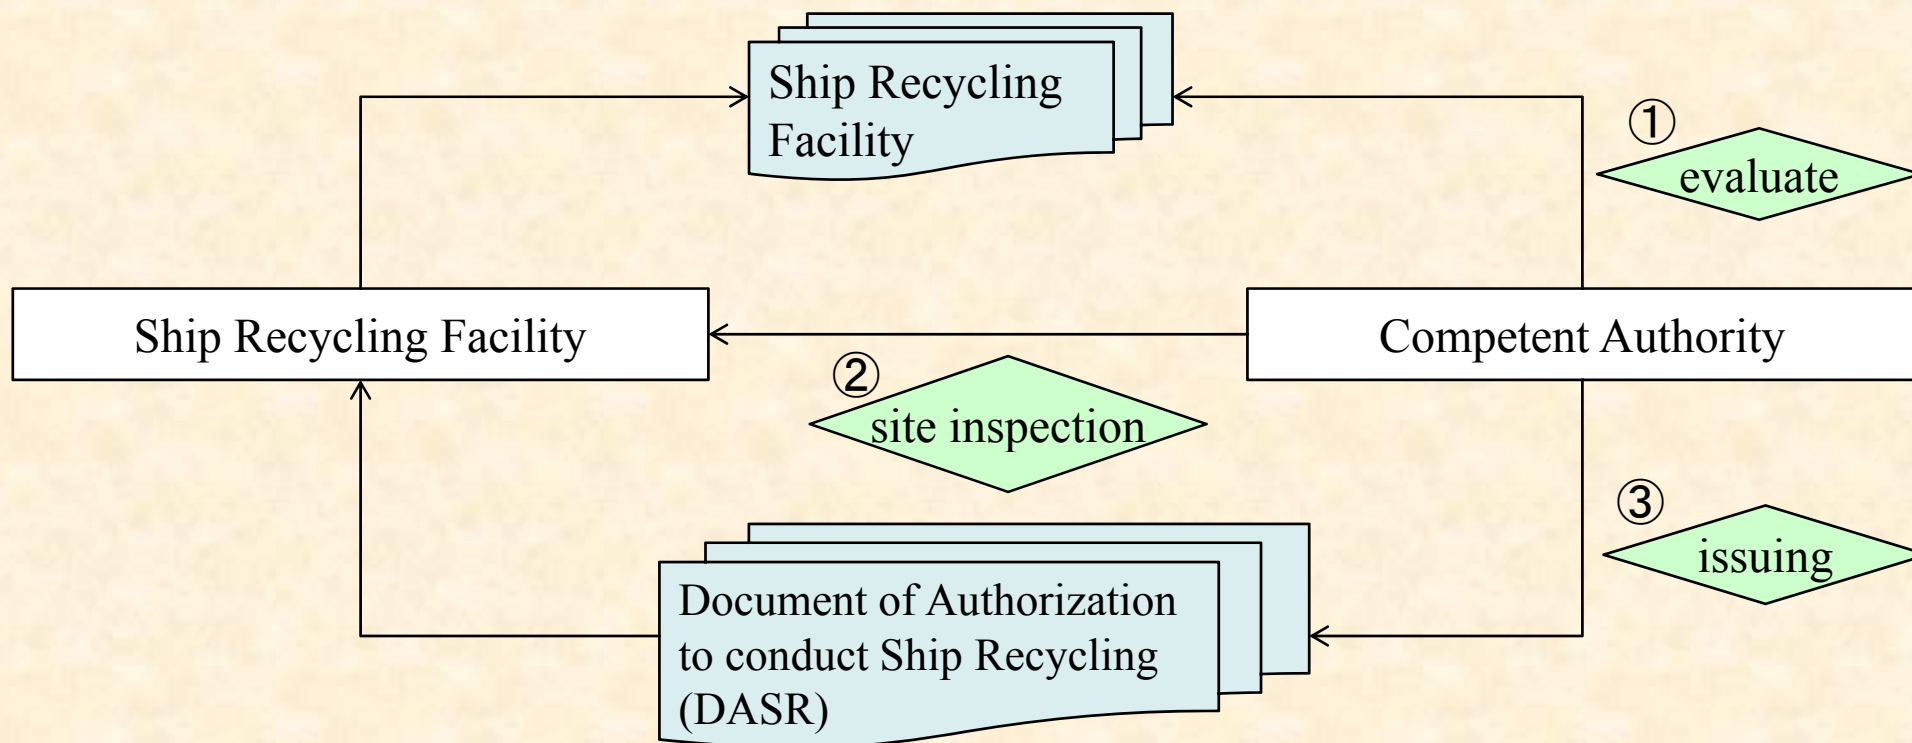 Ship Recycling
Facility
①
evaluate
Ship Recycling Facility
Competent Authority
②
site inspection
③
issuing
Document of Authorization
to conduct Ship Recycling
(DASR)